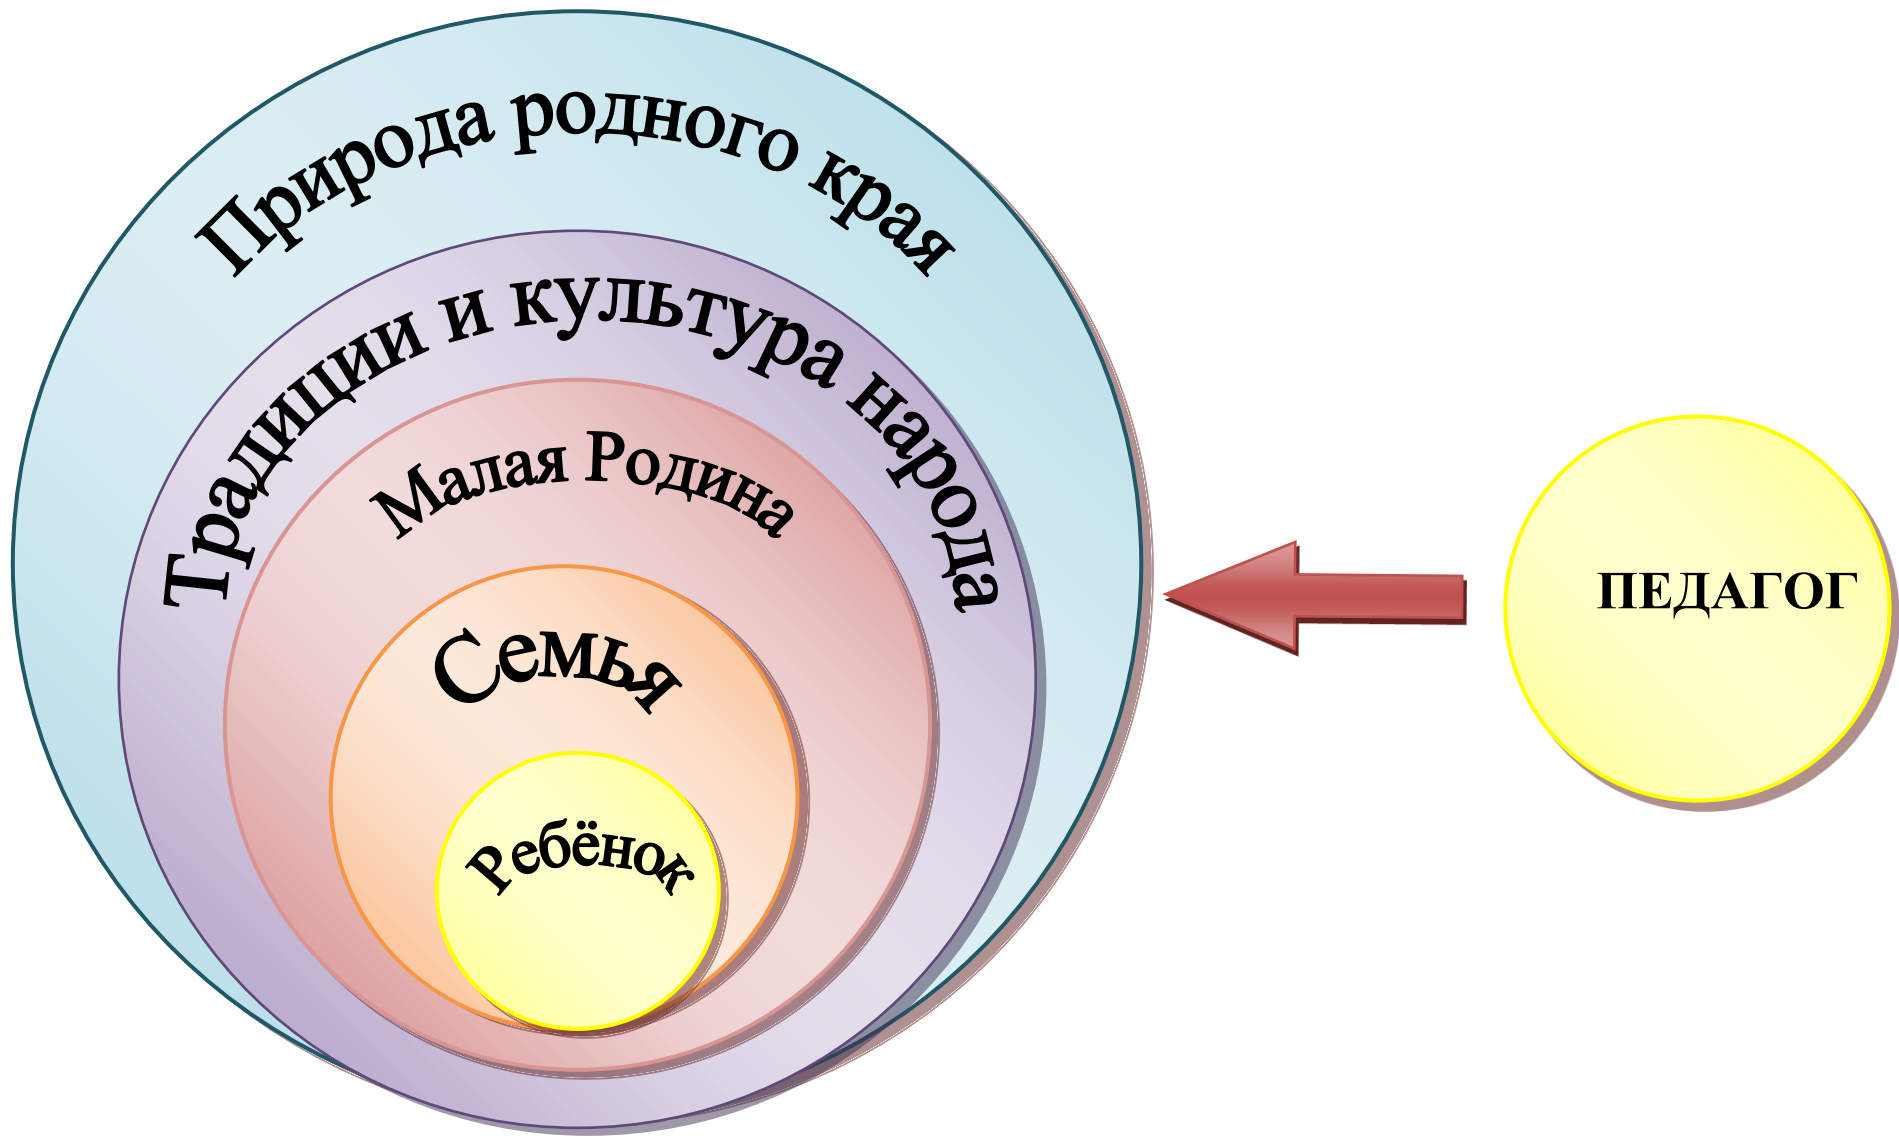 Природа родного края
Традиции и культура народа
Малая Родина
Семья
Ребёнок
ПЕДАГОГ